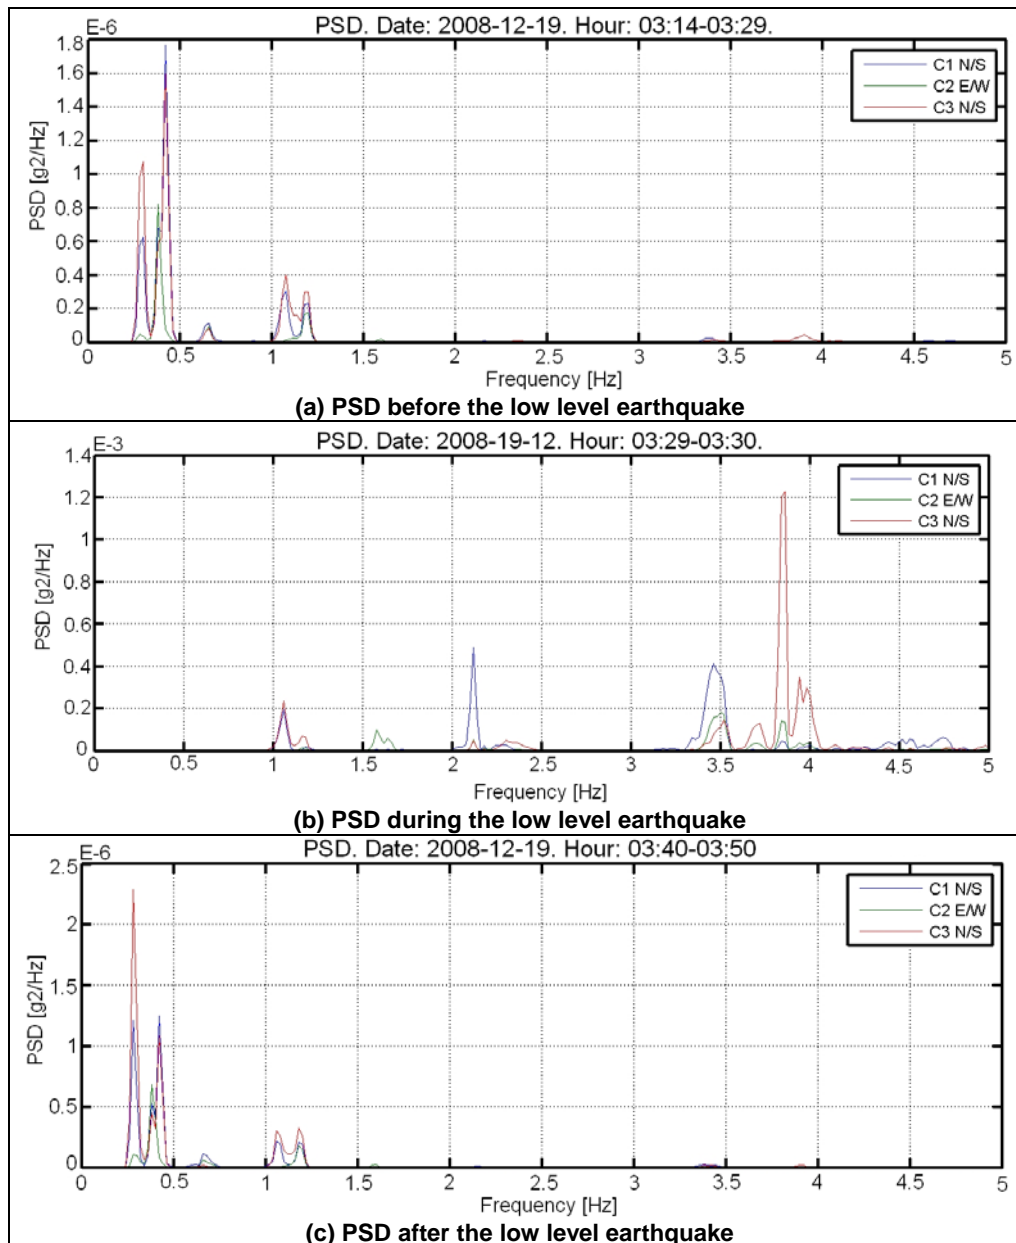 PSD. Date: 2008-12-19. Hour: 03:14-03:29.
E-6
1.8
1.6
1.4
1.2
1
0.8
0.6
0.4
0.2
0
PSD [g2/Hz]
C1 N/S
C2 E/W
C3 N/S
0 0.5 1 1.5 2 2.5 3 3.5 4 4.5 5
Frequency [Hz]
(a) PSD before the low level earthquake
PSD. Date: 2008-19-12. Hour: 03:29-03:30.
E-3
1.4
1.2
1
0.8
0.6
0.4
0.2
0
PSD [g2/Hz]
C1 N/S
C2 E/W
C3 N/S
0 0.5 1 1.5 2 2.5 3 3.5 4 4.5 5
Frequency [Hz]
(b) PSD during the low level earthquake
PSD. Date: 2008-12-19. Hour: 03:40-03:50
E-6
2.5
2
1.5
1
0.5
0
PSD [g2/Hz]
C1 N/S
C2 E/W
C3 N/S
0 0.5 1 1.5 2 2.5 3 3.5 4 4.5 5
Frequency [Hz]
(c) PSD after the low level earthquake